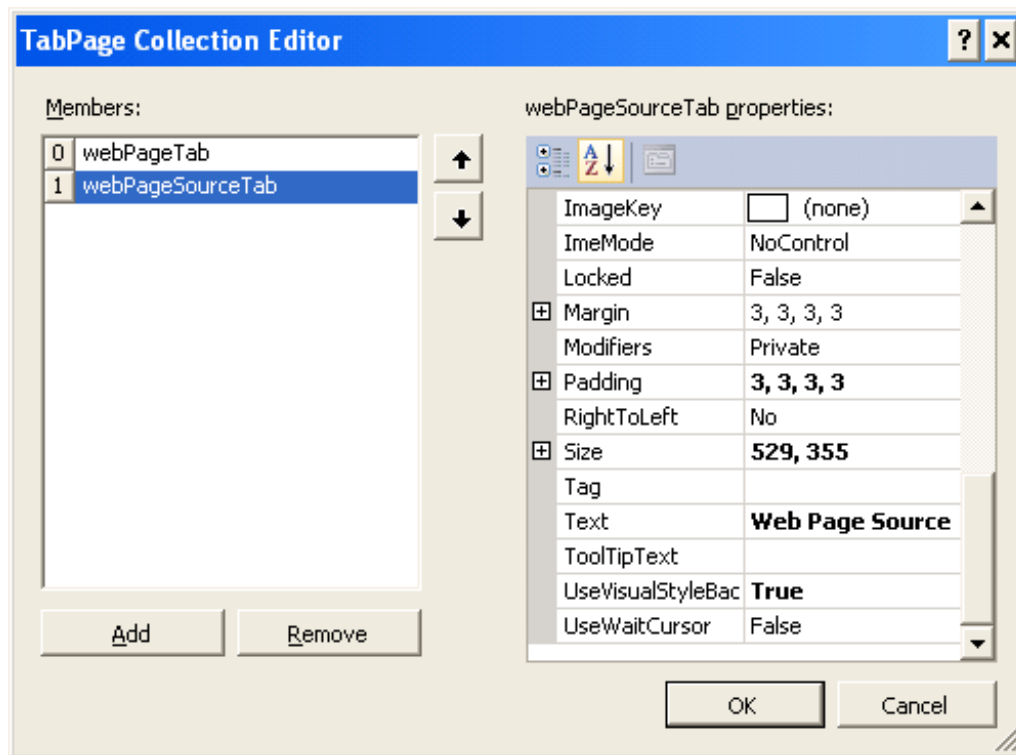 TabPage Collection Editor
Members:
webPageSourceTab properties:
0 webPageTab
1 webPageSourceTab
ImageKey (none)
ImeMode NoControl
Locked False
Margin 3, 3, 3, 3
Modifiers Private
Padding 3, 3, 3, 3
RightToLeft No
Size 529, 355
Tag
Text Web Page Source
ToolTipText
UseVisualStyleBac True
UseWaitCursor False
Add Remove
OK Cancel